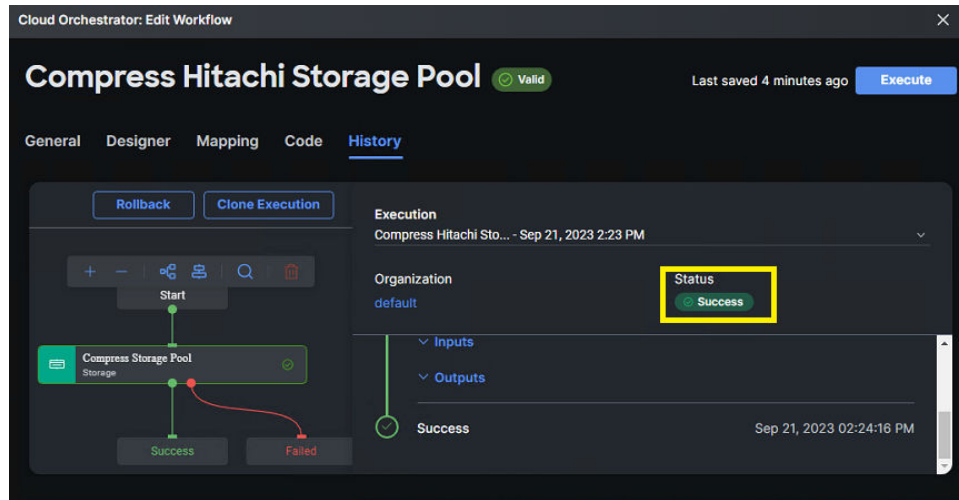 Cloud Orchestrator: Edit Workflow
Compress Hitachi Storage Pool
Valid
Last saved 4 minutes ago
Execute
General Designer Mapping Code History
Rollback
Clone Execution
Start
Compress Storage Pool
Storage
Success
Failed
Execution
Compress Hitachi Sto... - Sep 21, 2023 2:23 PM
Organization
default
Status
Success
Inputs
Outputs
Success
Sep 21, 2023 02:24:16 PM